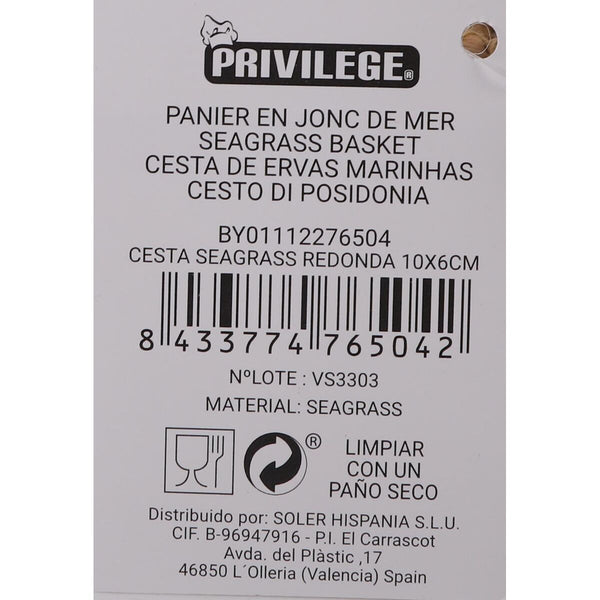 PRIVILEGE®
PANIER EN JONC DE MER
SEAGRASS BASKET
CESTA DE ERVAS MARINHAS
CESTO DI POSIDONIA
BY01112276504
CESTA SEAGRASS REDONDA 10X6CM
8 433774 765042
NºLOTE : VS3303
MATERIAL: SEAGRASS
®
LIMPIAR
CON UN
PAÑO SECO
Distribuido por: SOLER HISPANIA S.L.U.
CIF. B-96947916 - P.I. El Carrascot
Avda. del Plàstic ,17
46850 L´Olleria (Valencia) Spain